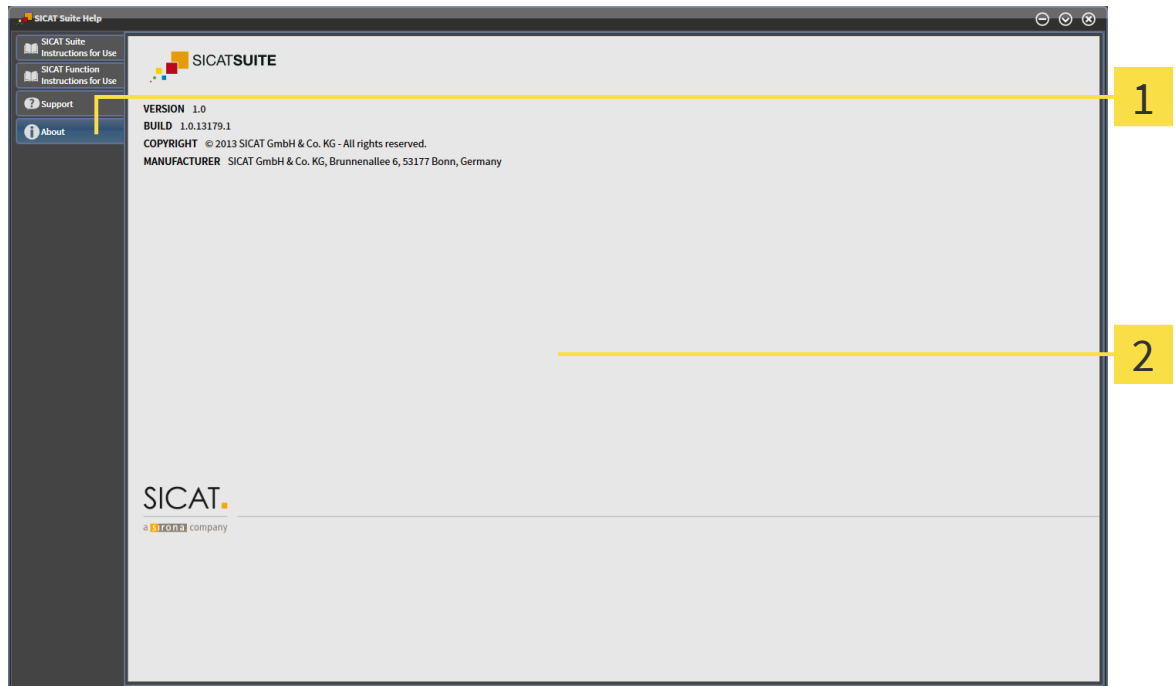 SICAT Suite Help
SICAT Suite
Instructions for Use
SICAT Function
Instructions for Use
Support
About
SICATSUITE
VERSION 1.0
BUILD 1.0.13179.1
COPYRIGHT © 2013 SICAT GmbH & Co. KG - All rights reserved.
MANUFACTURER SICAT GmbH & Co. KG, Brunnenallee 6, 53177 Bonn, Germany
SICAT.
a sirona company
1
2